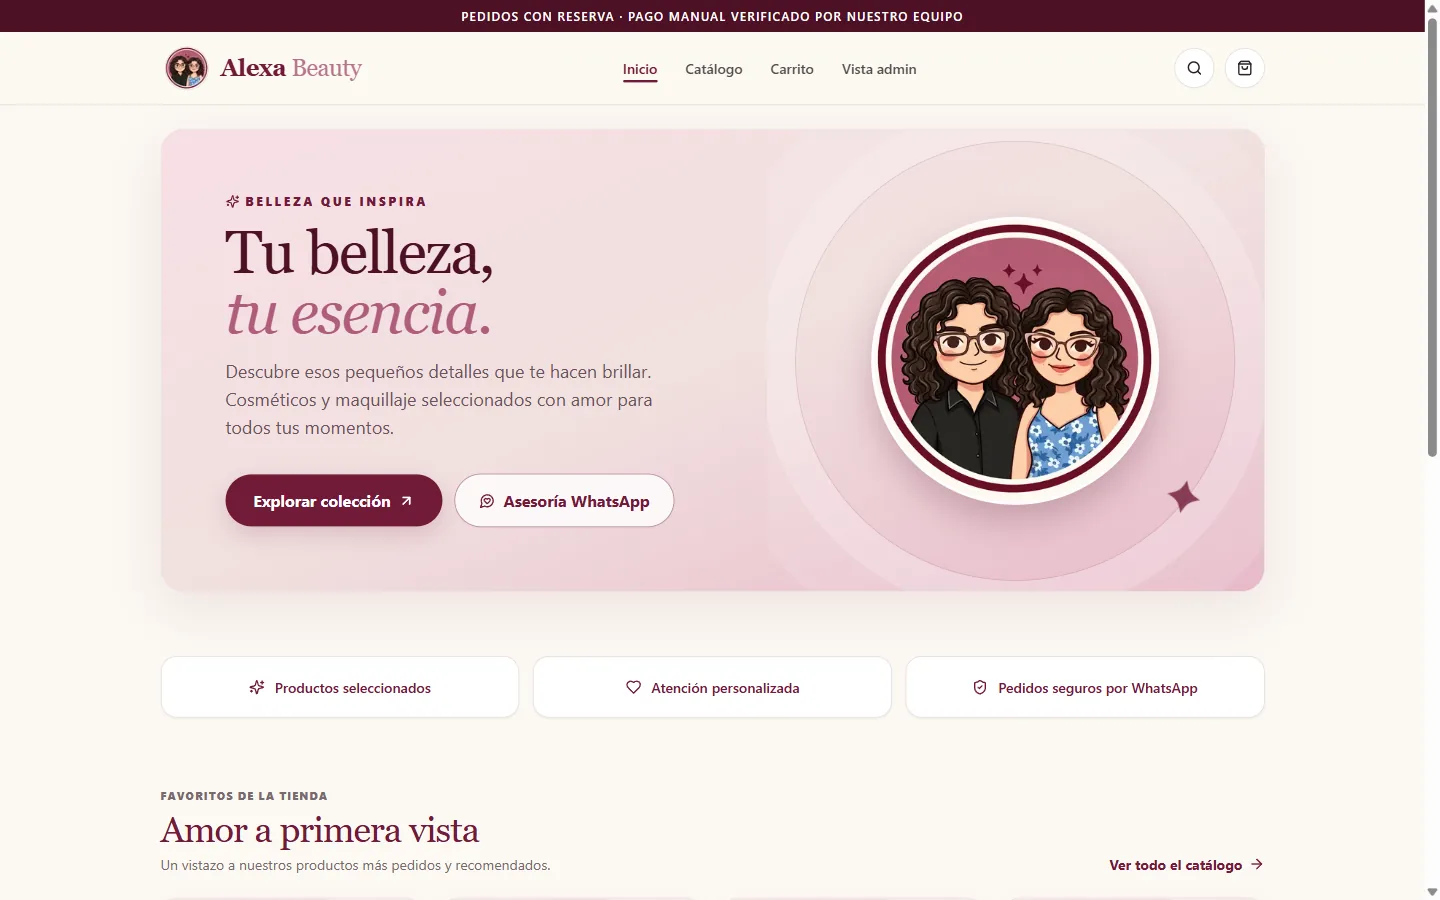 PEDIDOS CON RESERVA · PAGO MANUAL VERIFICADO POR NUESTRO EQUIPO
Alexa Beauty
Inicio
Catálogo
Carrito
Vista admin
BELLEZA QUE INSPIRA
Tu belleza,
tu esencia.
Descubre esos pequeños detalles que te hacen brillar.
Cosméticos y maquillaje seleccionados con amor para
todos tus momentos.
Explorar colección
Asesoría WhatsApp
Productos seleccionados
Atención personalizada
Pedidos seguros por WhatsApp
FAVORITOS DE LA TIENDA
Amor a primera vista
Un vistazo a nuestros productos más pedidos y recomendados.
Ver todo el catálogo